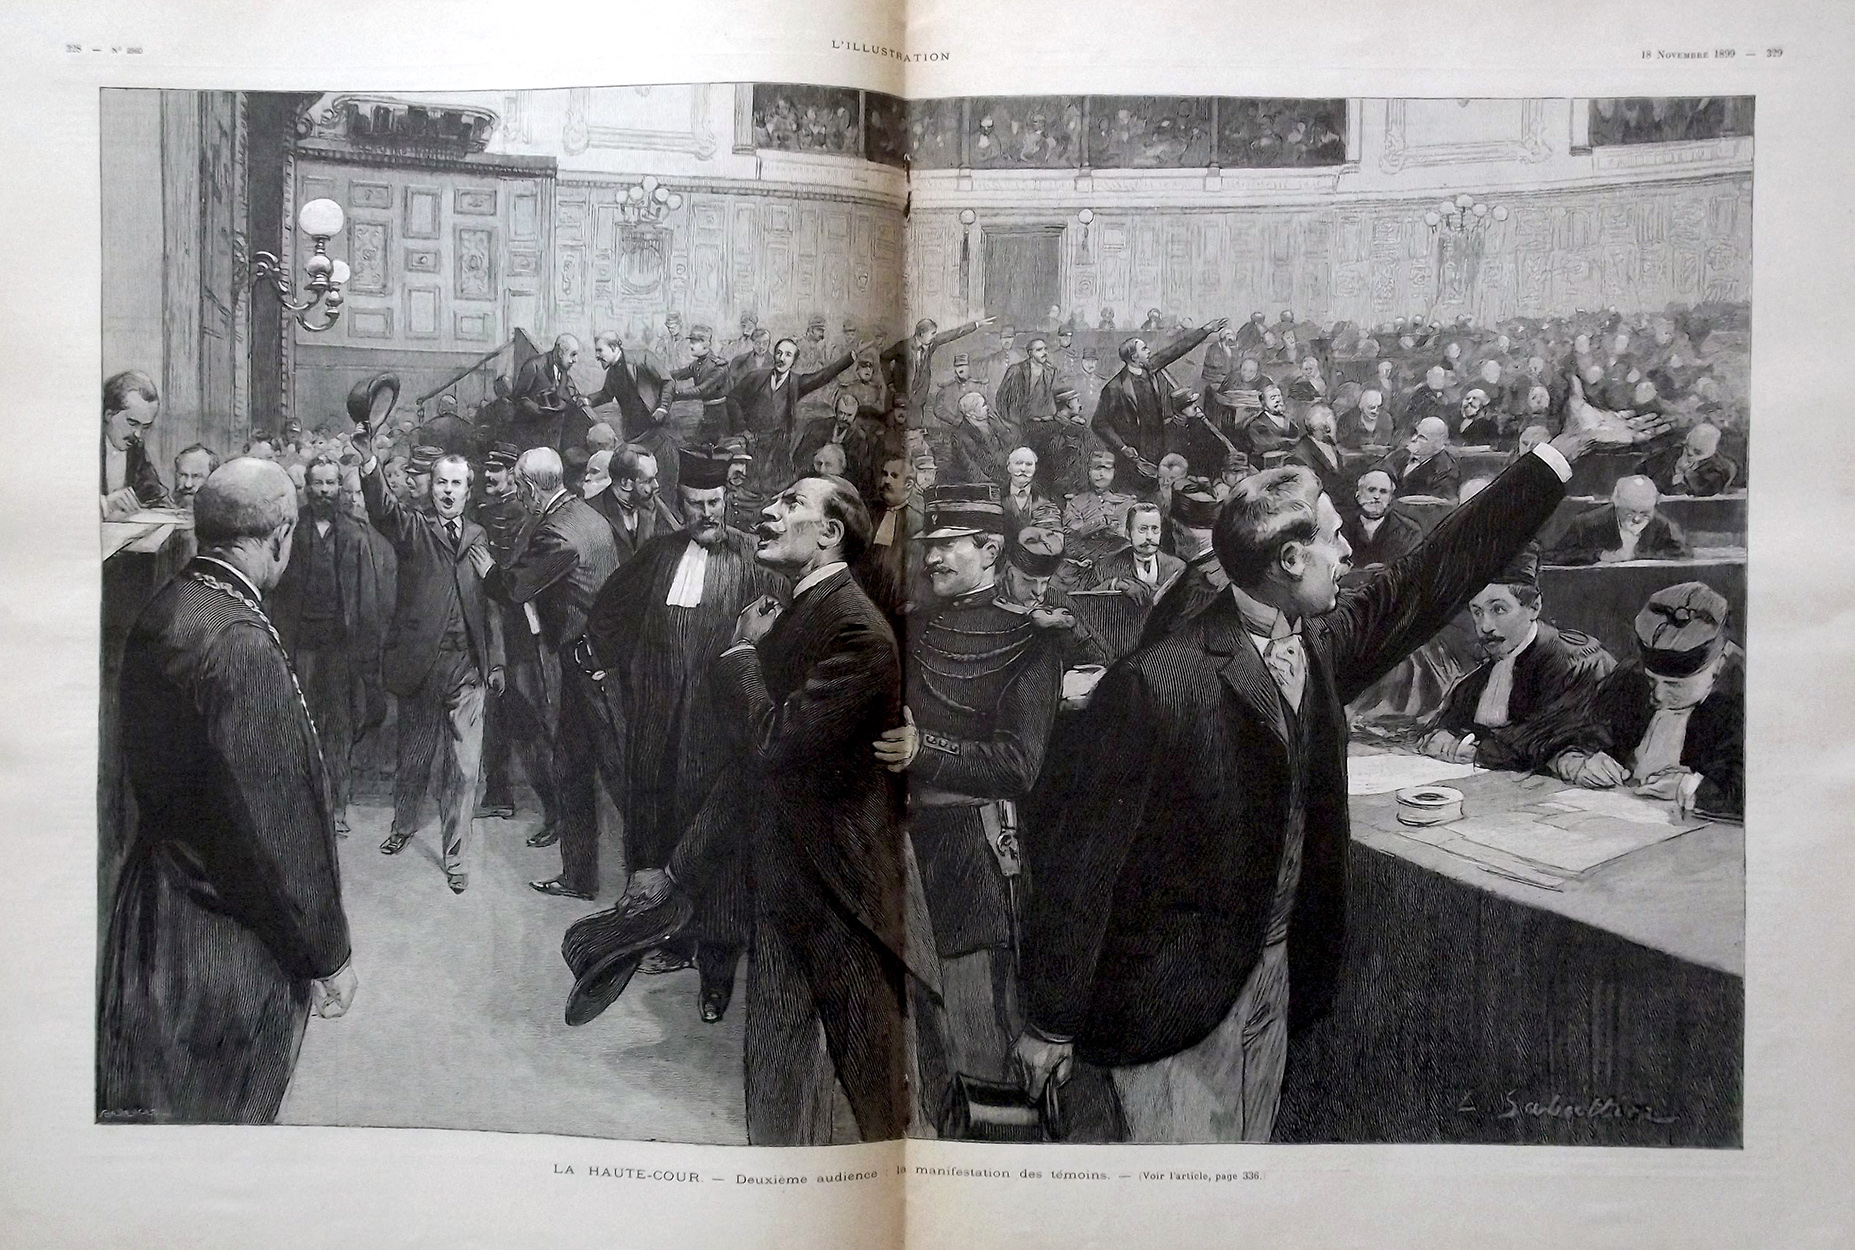 328 — N°
L'ILLUSTRATION
18 Novembre 1899 — 329
L. Sabattier
LA HAUTE-COUR. — Deuxième audience : la manifestation des témoins. — (Voir l'article, page 336.)